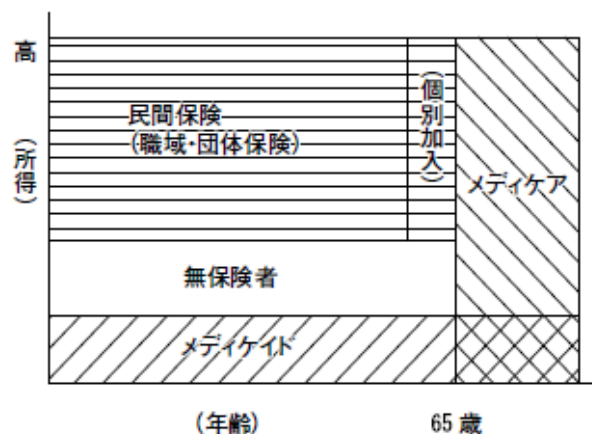 高
(所得)
民間保険
(職域・団体保険)
(個別加入)
メディケア
無保険者
メディケイド
(年齢)
65歳